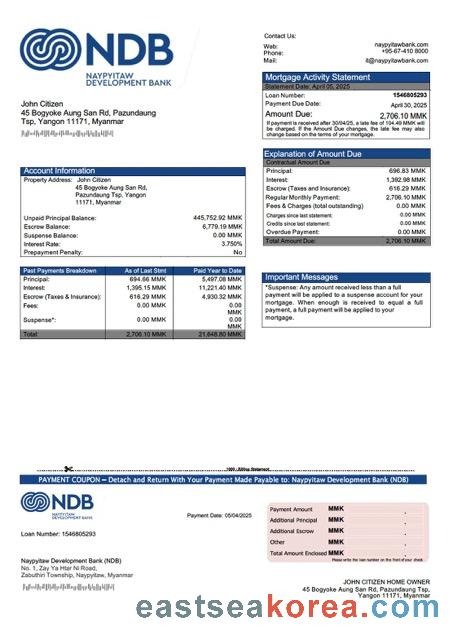 NDB
NAYPYITAW
DEVELOPMENT BANK
Contact Us:
Web: naypyitawbank.com
Phone: +95-67-410 8000
Mail: it@naypyitawbank.com
John Citizen
45 Bogyoke Aung San Rd, Pazundaung
Tsp, Yangon 11171, Myanmar
Mortgage Activity Statement
Statement Date: April 05, 2025
Loan Number: 1546805293
Payment Due Date: April 30, 2025
Amount Due: 2,706.10 MMK
If payment is received after 30/04/25, a late fee of 104.49 MMK will
be charged. If the Amount Due changes, the late fee may also
change based on the terms of your mortgage.
Explanation of Amount Due
Contractual Amount Due
Principal: 696.83 MMK
Interest: 1,392.98 MMK
Escrow (Taxes and Insurance): 616.29 MMK
Regular Monthly Payment: 2,706.10 MMK
Fees & Charges (total outstanding) 0.00 MMK
Charges since last statement: 0.00 MMK
Credits since last statement: 0.00 MMK
Overdue Payment: 0.00 MMK
Total Amount Due: 2,706.10 MMK
Account Information
Property Address: John Citizen
45 Bogyoke Aung San Rd,
Pazundaung Tsp, Yangon
11171, Myanmar
Unpaid Principal Balance: 445,752.92 MMK
Escrow Balance: 6,779.19 MMK
Suspense Balance: 0.00 MMK
Interest Rate: 3.750%
Prepayment Penalty: No
Past Payments Breakdown As of Last Stmt Paid Year to Date
Principal: 694.66 MMK 5,497.08 MMK
Interest: 1,395.15 MMK 11,221.40 MMK
Escrow (Taxes & Insurance): 616.29 MMK 4,930.32 MMK
Fees: 0.00 MMK 0.00
MMK
Suspense*: 0.00 MMK 0.00
MMK
Total: 2,706.10 MMK 21,648.80 MMK
Important Messages
*Suspense: Any amount received less than a full
payment will be applied to a suspense account for your
mortgage. When enough is received to equal a full
payment, a full payment will be applied to your
mortgage.
Billing Statement
PAYMENT COUPON – Detach and Return With Your Payment Made Payable to: Naypyitaw Development Bank (NDB)
NDB
NAYPYITAW
DEVELOPMENT BANK
Payment Date: 05/04/2025
Loan Number: 1546805293
Payment Amount MMK .
Additional Principal MMK .
Additional Escrow MMK .
Other MMK .
Total Amount Enclosed MMK .
Please write the loan number on the front of your check
Naypyitaw Development Bank (NDB)
No. 1, Zay Ya Htar Ni Road,
Zabuthiri Township, Naypyitaw, Myanmar
JOHN CITIZEN HOME OWNER
45 Bogyoke Aung San Rd, Pazundaung Tsp,
Yangon 11171, Myanmar
eastseakorea.com